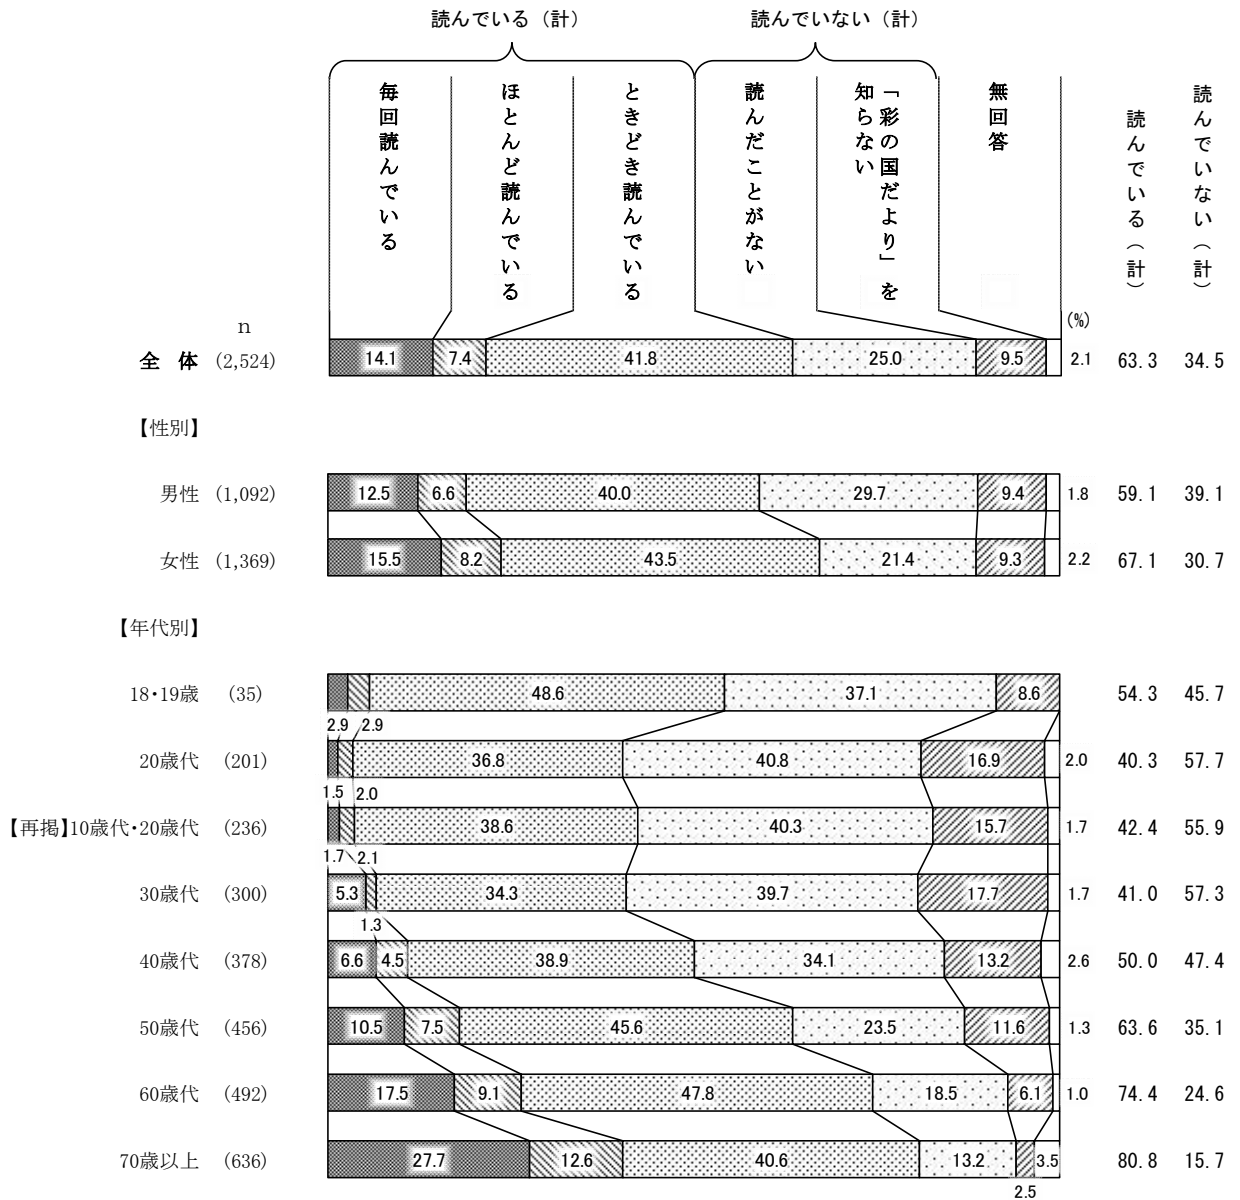 読んでいる（計）
読んでいない（計）
毎回読んでいる
ほとんど読んでいる
ときどき読んでいる
読んだことがない
「彩の国だより」を
知らない
無回答
読んでいる（計）
読んでいない（計）
n
(%)
全　体 (2,524) 14.1 7.4 41.8 25.0 9.5 2.1 63.3 34.5
【性別】
男性 (1,092) 12.5 6.6 40.0 29.7 9.4 1.8 59.1 39.1
女性 (1,369) 15.5 8.2 43.5 21.4 9.3 2.2 67.1 30.7
【年代別】
18・19歳 (35) 48.6 37.1 8.6 54.3 45.7
2.9 2.9
20歳代 (201) 36.8 40.8 16.9 2.0 40.3 57.7
1.5 2.0
【再掲】10歳代・20歳代 (236) 38.6 40.3 15.7 1.7 42.4 55.9
1.7 2.1
30歳代 (300) 5.3 34.3 39.7 17.7 1.7 41.0 57.3
1.3
40歳代 (378) 6.6 4.5 38.9 34.1 13.2 2.6 50.0 47.4
50歳代 (456) 10.5 7.5 45.6 23.5 11.6 1.3 63.6 35.1
60歳代 (492) 17.5 9.1 47.8 18.5 6.1 1.0 74.4 24.6
70歳以上 (636) 27.7 12.6 40.6 13.2 3.5 80.8 15.7
2.5